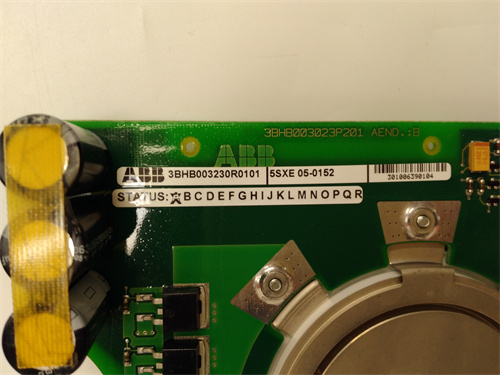 3BHB003023P201 AEND.:B
ABB
ABB 3BHB003230R0101 5SXE 05-0152
301006390104
STATUS: A B C D E F G H I J K L M N O P Q R